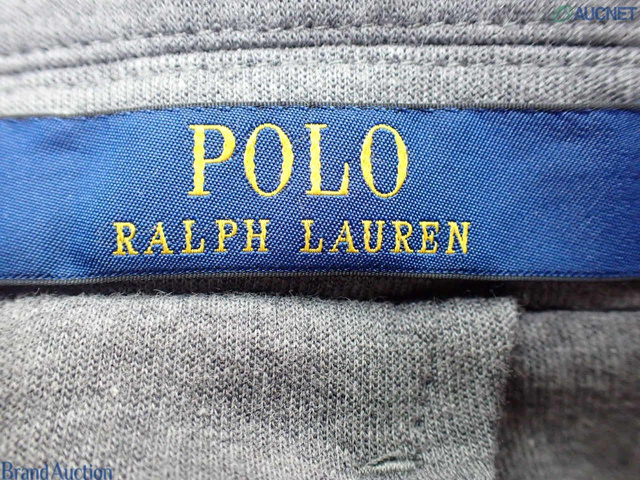 AUCNET
POLO
RALPH LAUREN
Brand Auction